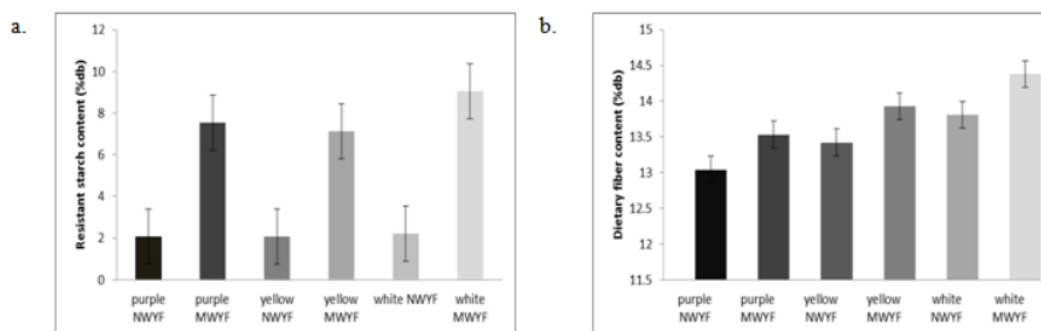 a.
Resistant starch content (%db)
12
10
8
6
4
2
0
purple NWYF
purple MWYF
yellow NWYF
yellow MWYF
white NWYF
white MWYF
b.
Dietary fiber content (%db)
15
14.5
14
13.5
13
12.5
12
11.5
purple NWYF
purple MWYF
yellow NWYF
yellow MWYF
white NWYF
white MWYF